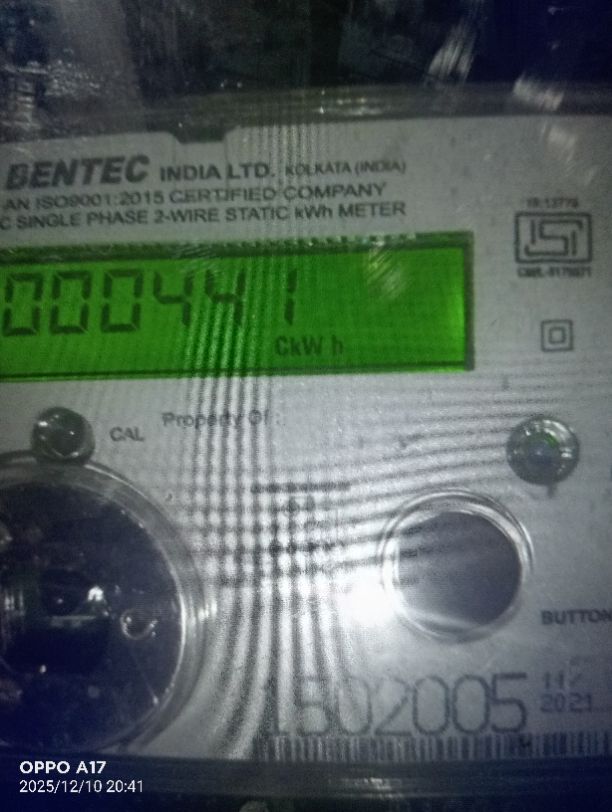 BENTEC INDIA LTD. KOLKATA (INDIA)
AN ISO9001:2015 CERTIFIED COMPANY
C SINGLE PHASE 2-WIRE STATIC kWh METER
000441
CkW h
CAL
Property Of :
BUTTON
1502005
2021
OPPO A17
2025/12/10 20:41